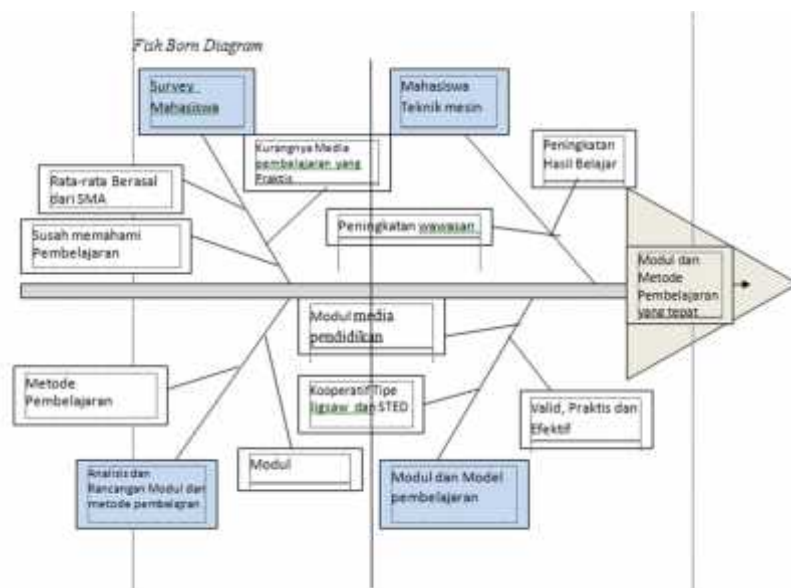 Fisk Born Diagram
Survey
Mahasiswa
Mahasiswa
Teknik mesin
Kurangnya Media
pembelajaran yang
Praktis
Peningkatan
Hasil Belajar
Rata-rata Berasal
dari SMA
Susah memahami
Pembelajaran
Peningkatan wawasan
Modul dan
Metode
Pembelajaran
yang tepat
Modul media
pendidikan
Metode
Pembelajaran
Kooperatif Tipe
Jigsaw dan STED
Valid, Praktis dan
Efektif
Modul
Analisis dan
Rancangan Modul dan
metode pembelajran
Modul dan Model
pembelajaran